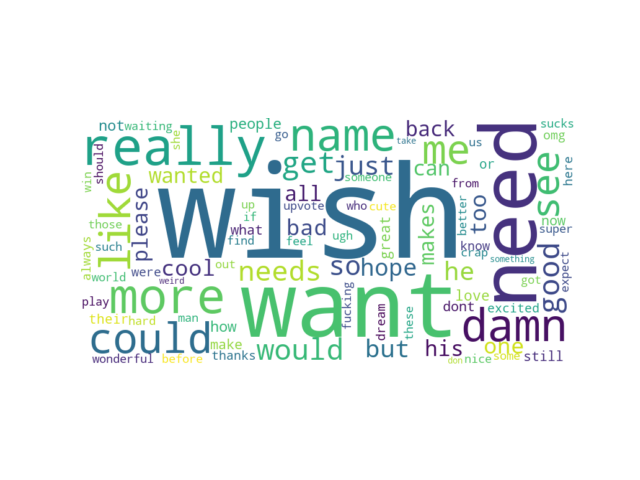 not waiting she people go back take us sucks omg
really name me need
should get just can or see here
win like wanted all someone from
those please wish up upvote who cute too now
always such what if bad great makes better super
were cool find feel ugh know good
world out needs so hope he crap something got expect
play weird more want love dont excited
their hard man fucking dream these damn
could how would but his one
wonderful before make thanks don nice some still